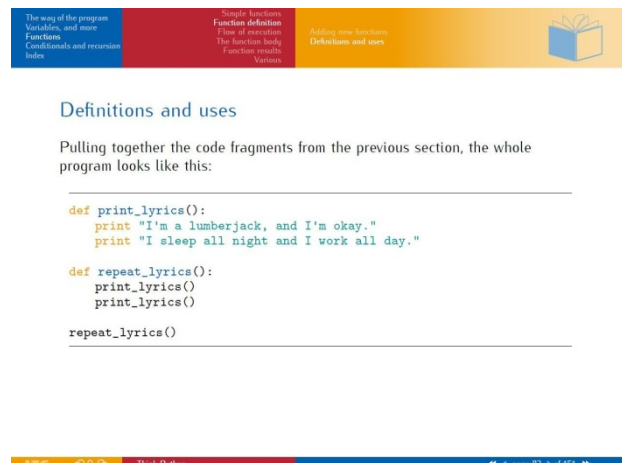 The way of the program
Variables, and more
Functions
Conditionals and recursion
Index
Simple functions
Function definition
Flow of execution
The function body
Function results
Various
Adding new functions
Definitions and uses
Definitions and uses
Pulling together the code fragments from the previous section, the whole
program looks like this:
def print_lyrics():
    print "I'm a lumberjack, and I'm okay."
    print "I sleep all night and I work all day."
def repeat_lyrics():
    print_lyrics()
    print_lyrics()
repeat_lyrics()